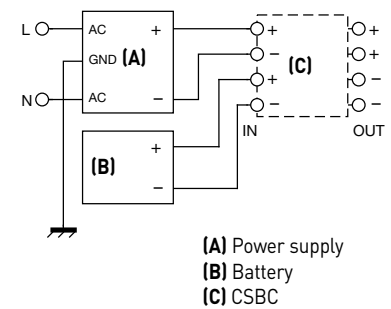 L AC + + +
GND (A) - - (C) +
N AC - + -
(B) + - IN - OUT
-
(A) Power supply
(B) Battery
(C) CSBC